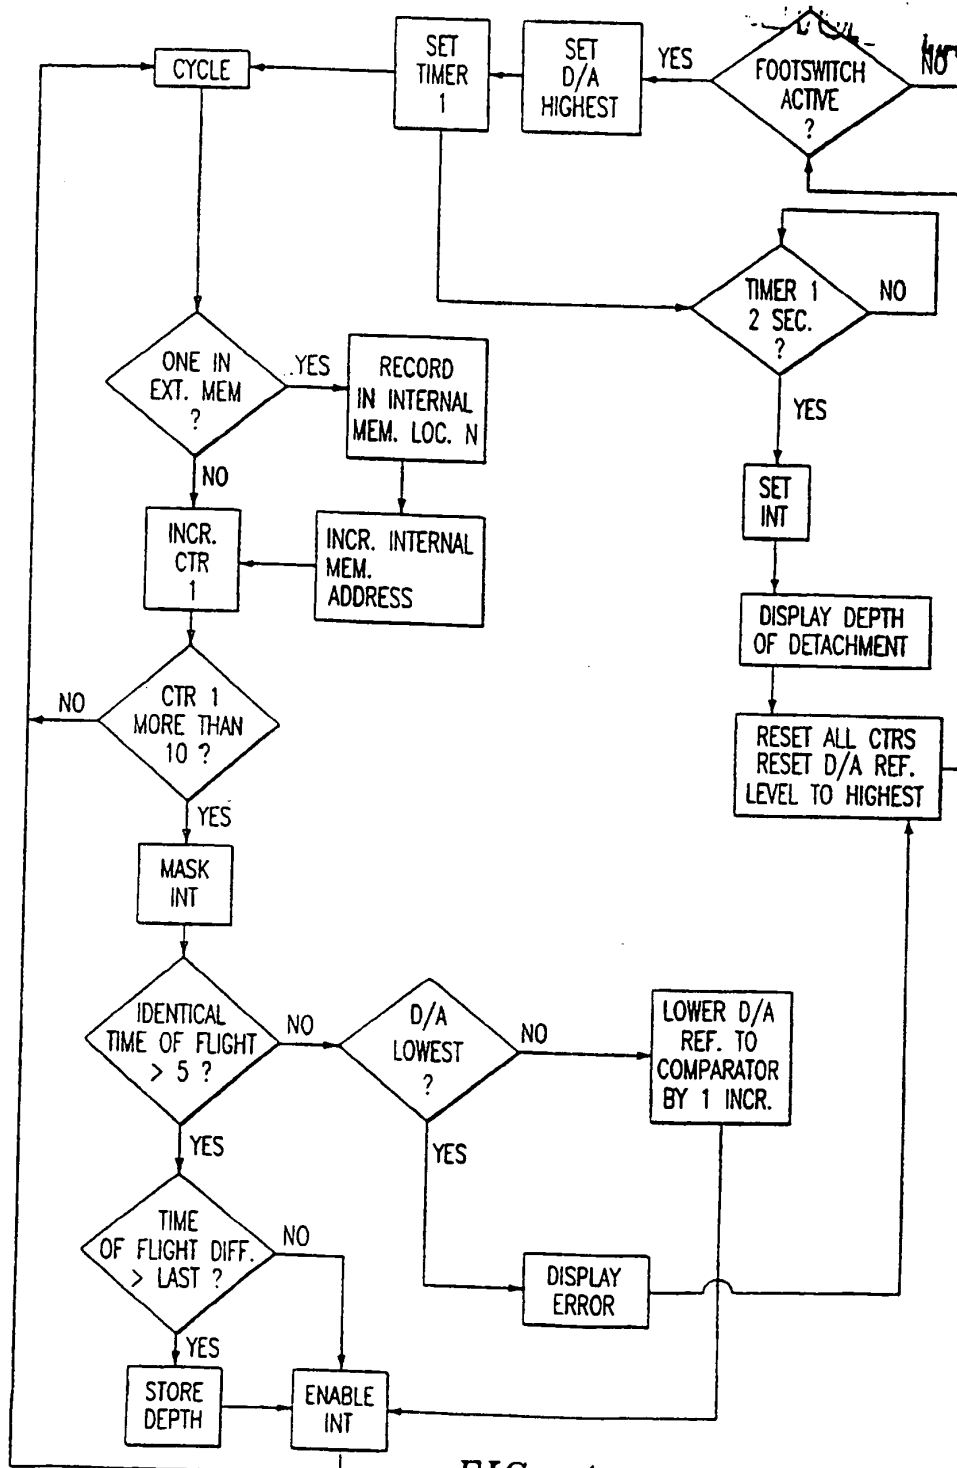 CYCLE
SET
TIMER
1
SET
D/A
HIGHEST
YES
FOOTSWITCH
ACTIVE
?
NO
TIMER 1
2 SEC.
?
NO
YES
ONE IN
EXT. MEM
?
YES
RECORD
IN INTERNAL
MEM. LOC. N
NO
INCR.
CTR
1
INCR. INTERNAL
MEM.
ADDRESS
SET
INT
DISPLAY DEPTH
OF DETACHMENT
CTR 1
MORE THAN
10 ?
NO
YES
RESET ALL CTRS
RESET D/A REF.
LEVEL TO HIGHEST
MASK
INT
IDENTICAL
TIME OF FLIGHT
> 5 ?
NO
D/A
LOWEST
?
NO
LOWER D/A
REF. TO
COMPARATOR
BY 1 INCR.
YES
YES
TIME
OF FLIGHT DIFF.
> LAST ?
NO
DISPLAY
ERROR
YES
STORE
DEPTH
ENABLE
INT